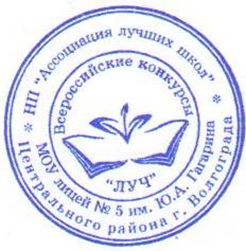 * НП "Ассоциация лучших школ" *
МОУ лицей № 5 им. Ю.А. Гагарина
Центрального района г. Волгограда
Всероссийские конкурсы
"ЛУЧ"